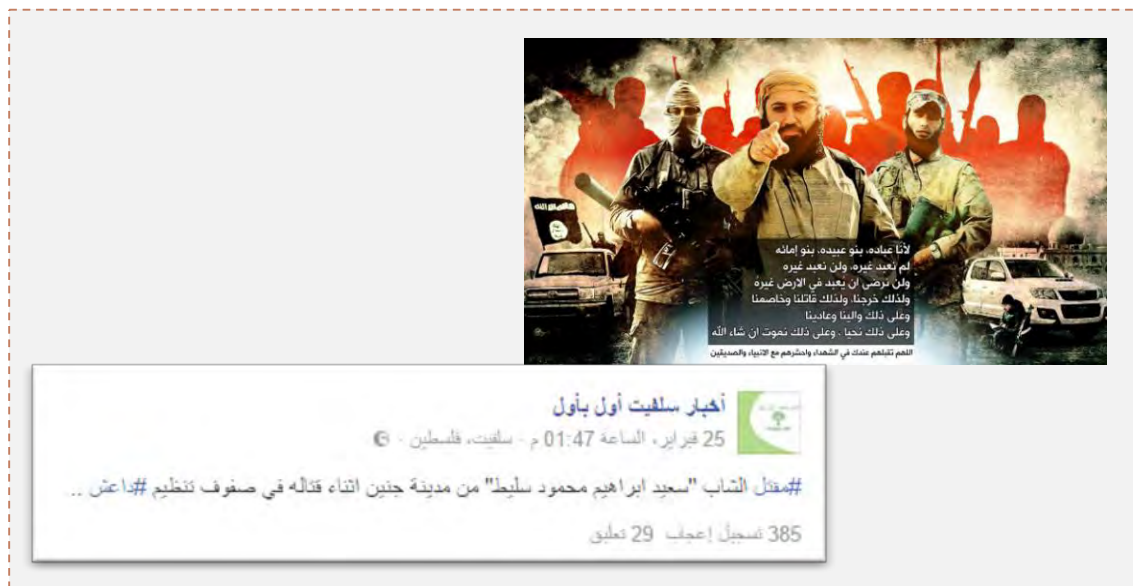 لأنا عباده، بنو عبيده، بنو إمائه
لم نعبد غيره، ولن نعبد غيره
ولن نرضى ان يعبد في الارض غيره
ولذلك خرجنا، ولذلك قاتلنا وخاصمنا
وعلى ذلك والينا وعادينا
وعلى ذلك نحيا ، وعلى ذلك نموت ان شاء الله
اللهم تقبلهم عندك في الشهداء واحشرهم مع الانبياء والصديقين
أخبار سلفيت أول بأول
25 فبراير، الساعة 01:47 م · سلفيت، فلسطين ·
#مقتل الشاب "سعيد ابراهيم محمود سليط" من مدينة جنين اثناء قتاله في صفوف تنظيم #داعش ..
385 تسجيل إعجاب 29 تعليق